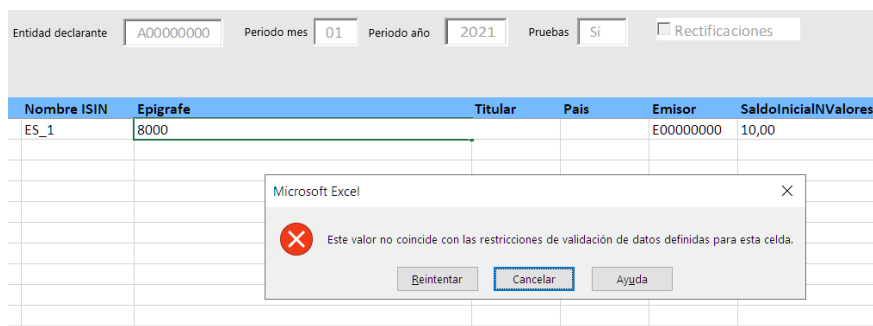 Entidad declarante A00000000 Periodo mes 01 Periodo año 2021 Pruebas Sí Rectificaciones
Nombre ISIN Epigrafe Titular Pais Emisor SaldoInicialNValores
ES_1 8000 E00000000 10,00
Microsoft Excel
Este valor no coincide con las restricciones de validación de datos definidas para esta celda.
Reintentar Cancelar Ayuda